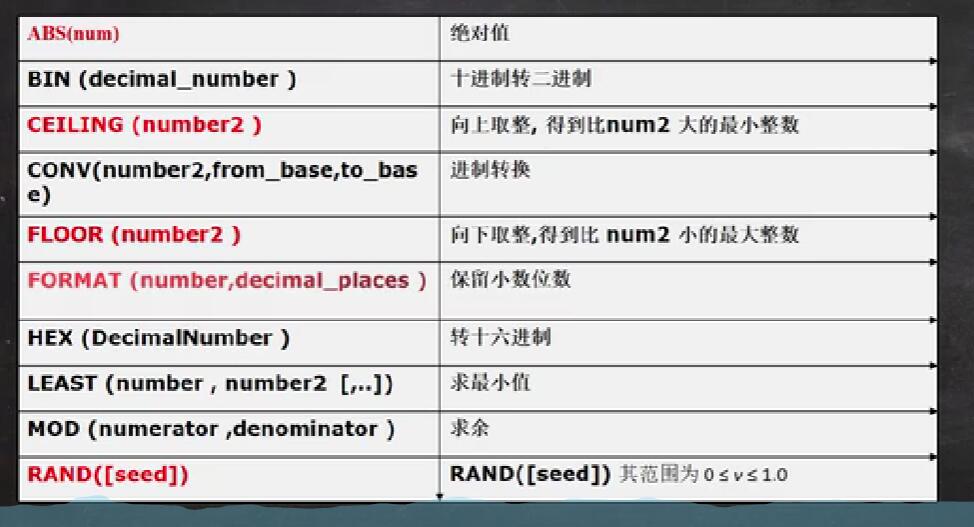 ABS(num) 绝对值
BIN (decimal_number ) 十进制转二进制
CEILING (number2 ) 向上取整, 得到比num2 大的最小整数
CONV(number2,from_base,to_bas 进制转换
e)
FLOOR (number2 ) 向下取整,得到比 num2 小的最大整数
FORMAT (number,decimal_places ) 保留小数位数
HEX (DecimalNumber ) 转十六进制
LEAST (number , number2 [,..]) 求最小值
MOD (numerator ,denominator ) 求余
RAND([seed]) RAND([seed]) 其范围为 0 ≤ v ≤ 1.0